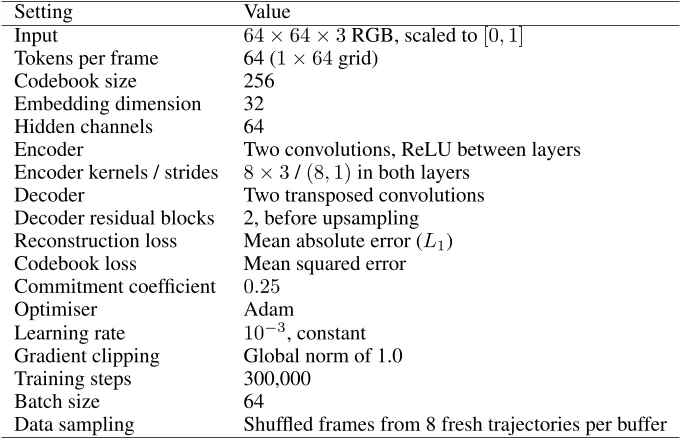 Setting Value
Input 64 × 64 × 3 RGB, scaled to [0, 1]
Tokens per frame 64 (1 × 64 grid)
Codebook size 256
Embedding dimension 32
Hidden channels 64
Encoder Two convolutions, ReLU between layers
Encoder kernels / strides 8 × 3 / (8, 1) in both layers
Decoder Two transposed convolutions
Decoder residual blocks 2, before upsampling
Reconstruction loss Mean absolute error (L₁)
Codebook loss Mean squared error
Commitment coefficient 0.25
Optimiser Adam
Learning rate 10⁻³, constant
Gradient clipping Global norm of 1.0
Training steps 300,000
Batch size 64
Data sampling Shuffled frames from 8 fresh trajectories per buffer